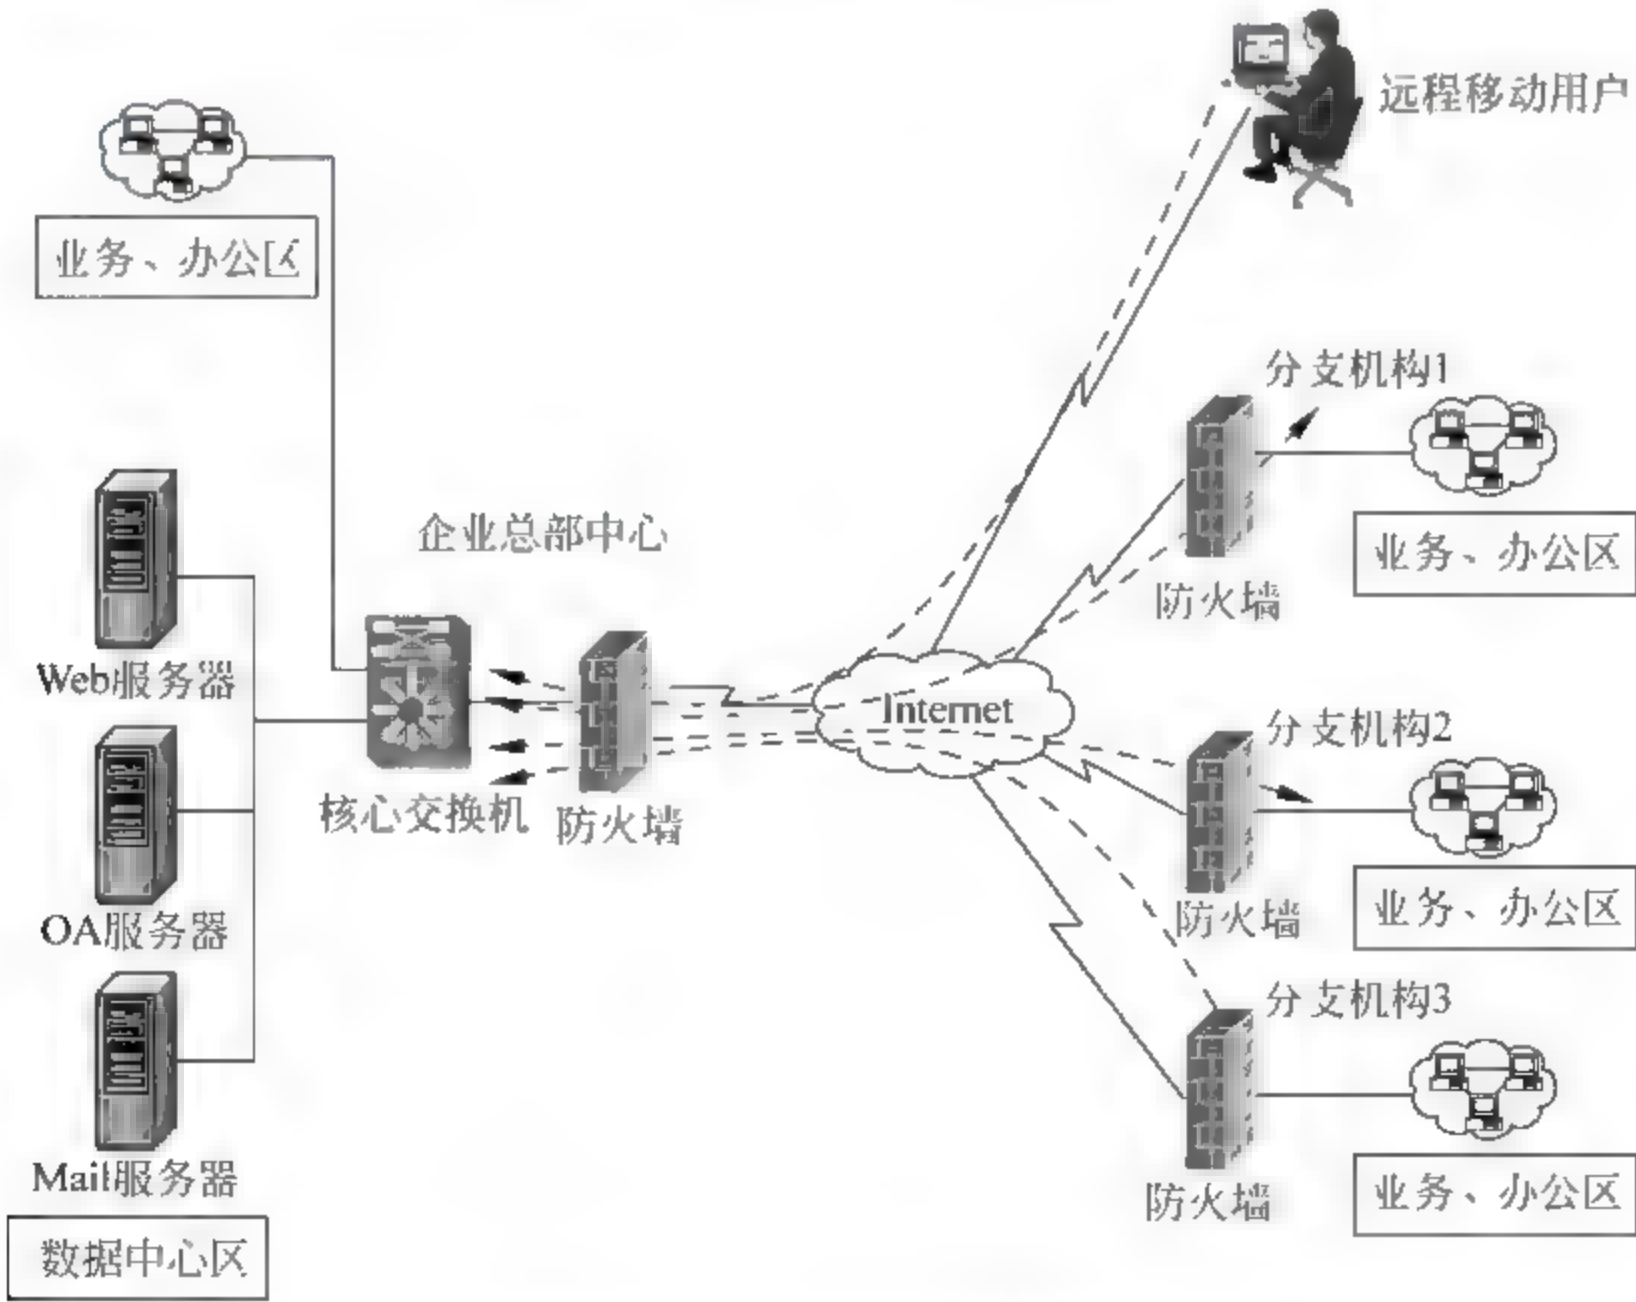 远程移动用户
业务、办公区
分支机构1
企业总部中心
业务、办公区
防火墙
Web服务器
Internet
分支机构2
核心交换机
防火墙
OA服务器
防火墙
业务、办公区
分支机构3
Mail服务器
防火墙
业务、办公区
数据中心区